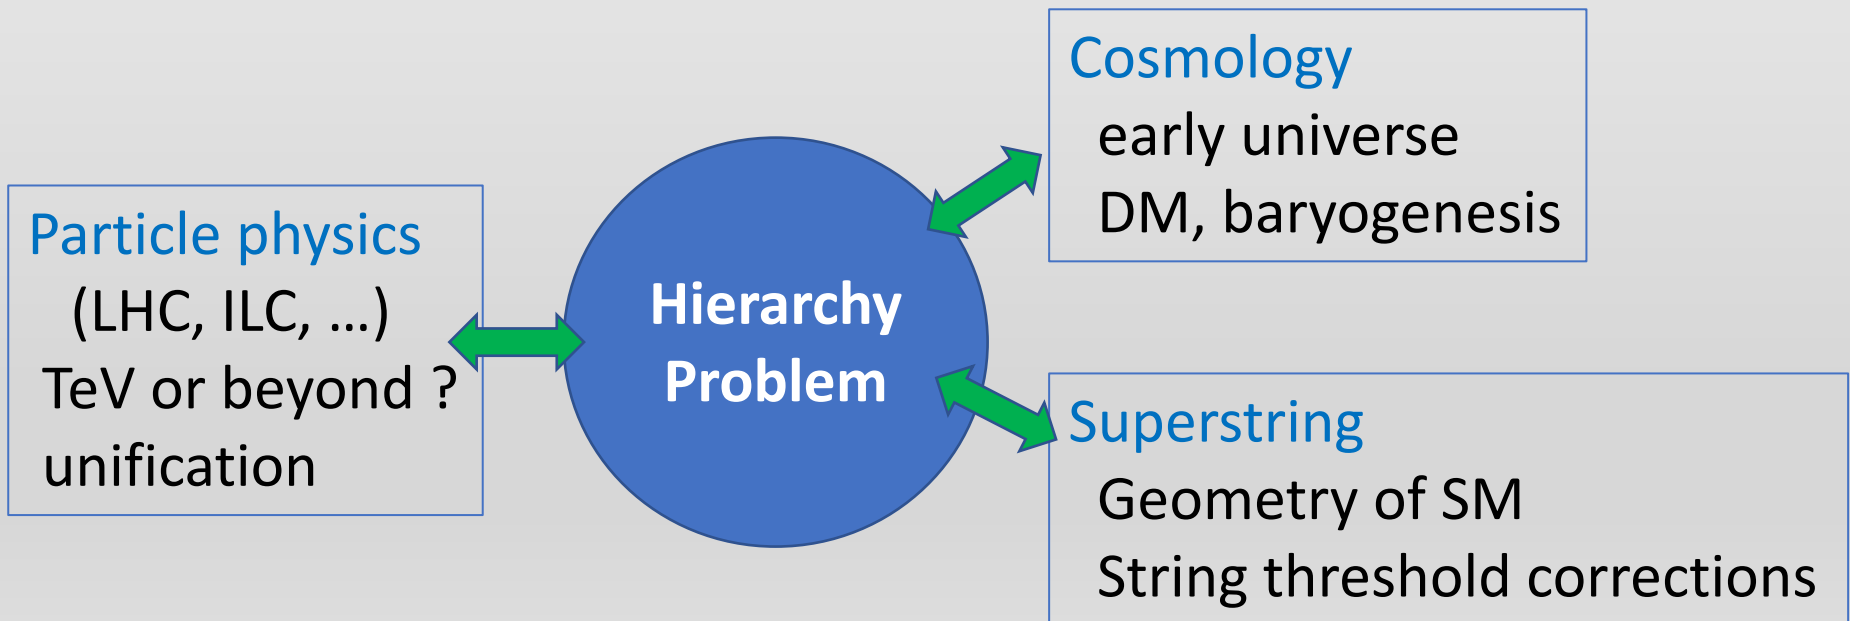 Particle physics
(LHC, ILC, ...)
TeV or beyond ?
unification
Hierarchy
Problem
Cosmology
early universe
DM, baryogenesis
Superstring
Geometry of SM
String threshold corrections